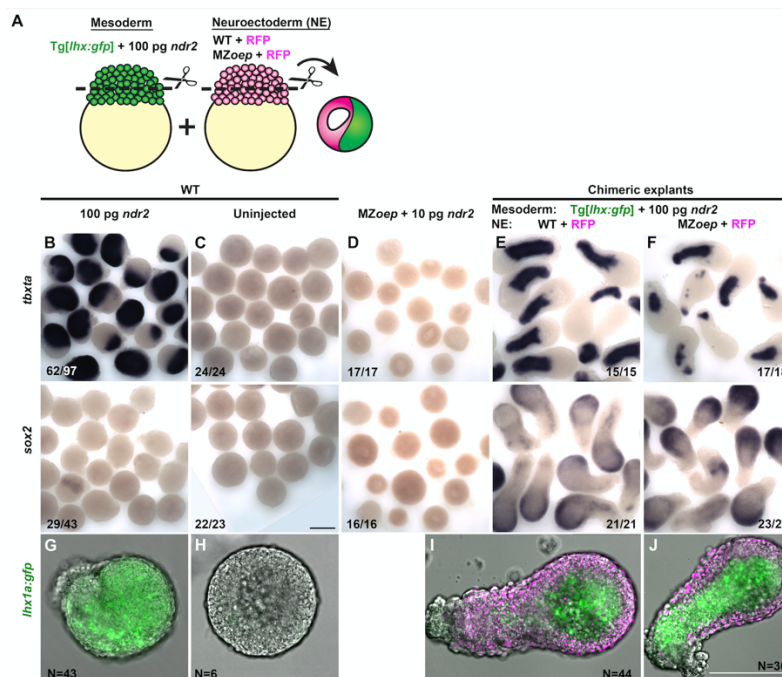 A
Mesoderm
Neuroectoderm (NE)
Tg[lhx:gfp] + 100 pg ndr2
WT + RFP
MZoep + RFP
+
WT
Chimeric explants
100 pg ndr2
Uninjected
MZoep + 10 pg ndr2
Mesoderm: Tg[lhx:gfp] + 100 pg ndr2
NE: WT + RFP
MZoep + RFP
tbxta
B
C
D
E
F
62/97
24/24
17/17
15/15
17/18
sox2
29/43
22/23
16/16
21/21
lhx1a:gfp
G
H
I
J
N=43
N=6
N=44